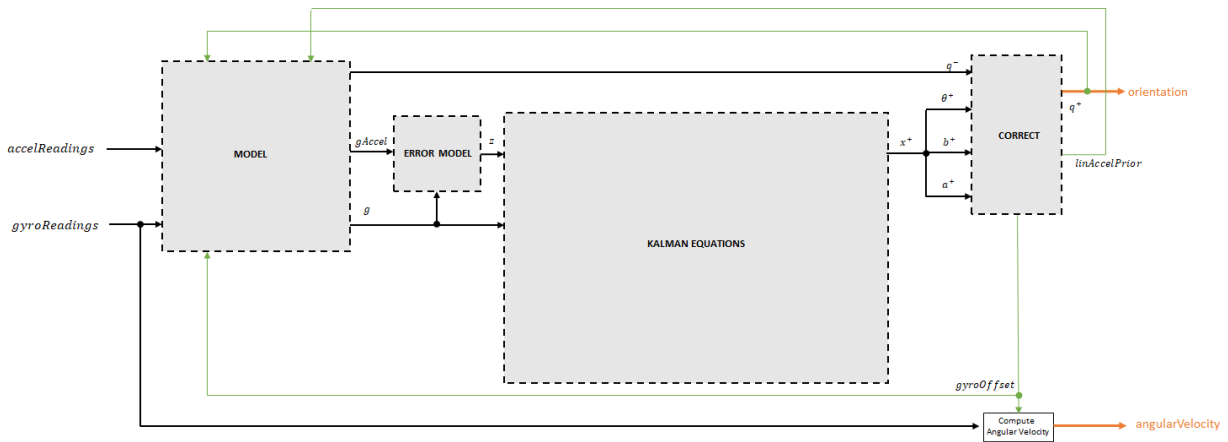 q⁻
orientation
θ⁺
q⁺
gAccel
z
x⁺
b⁺
CORRECT
accelReadings
MODEL
ERROR MODEL
linAccelPrior
a⁺
g
gyroReadings
KALMAN EQUATIONS
gyroOffset
Compute
Angular Velocity
angularVelocity